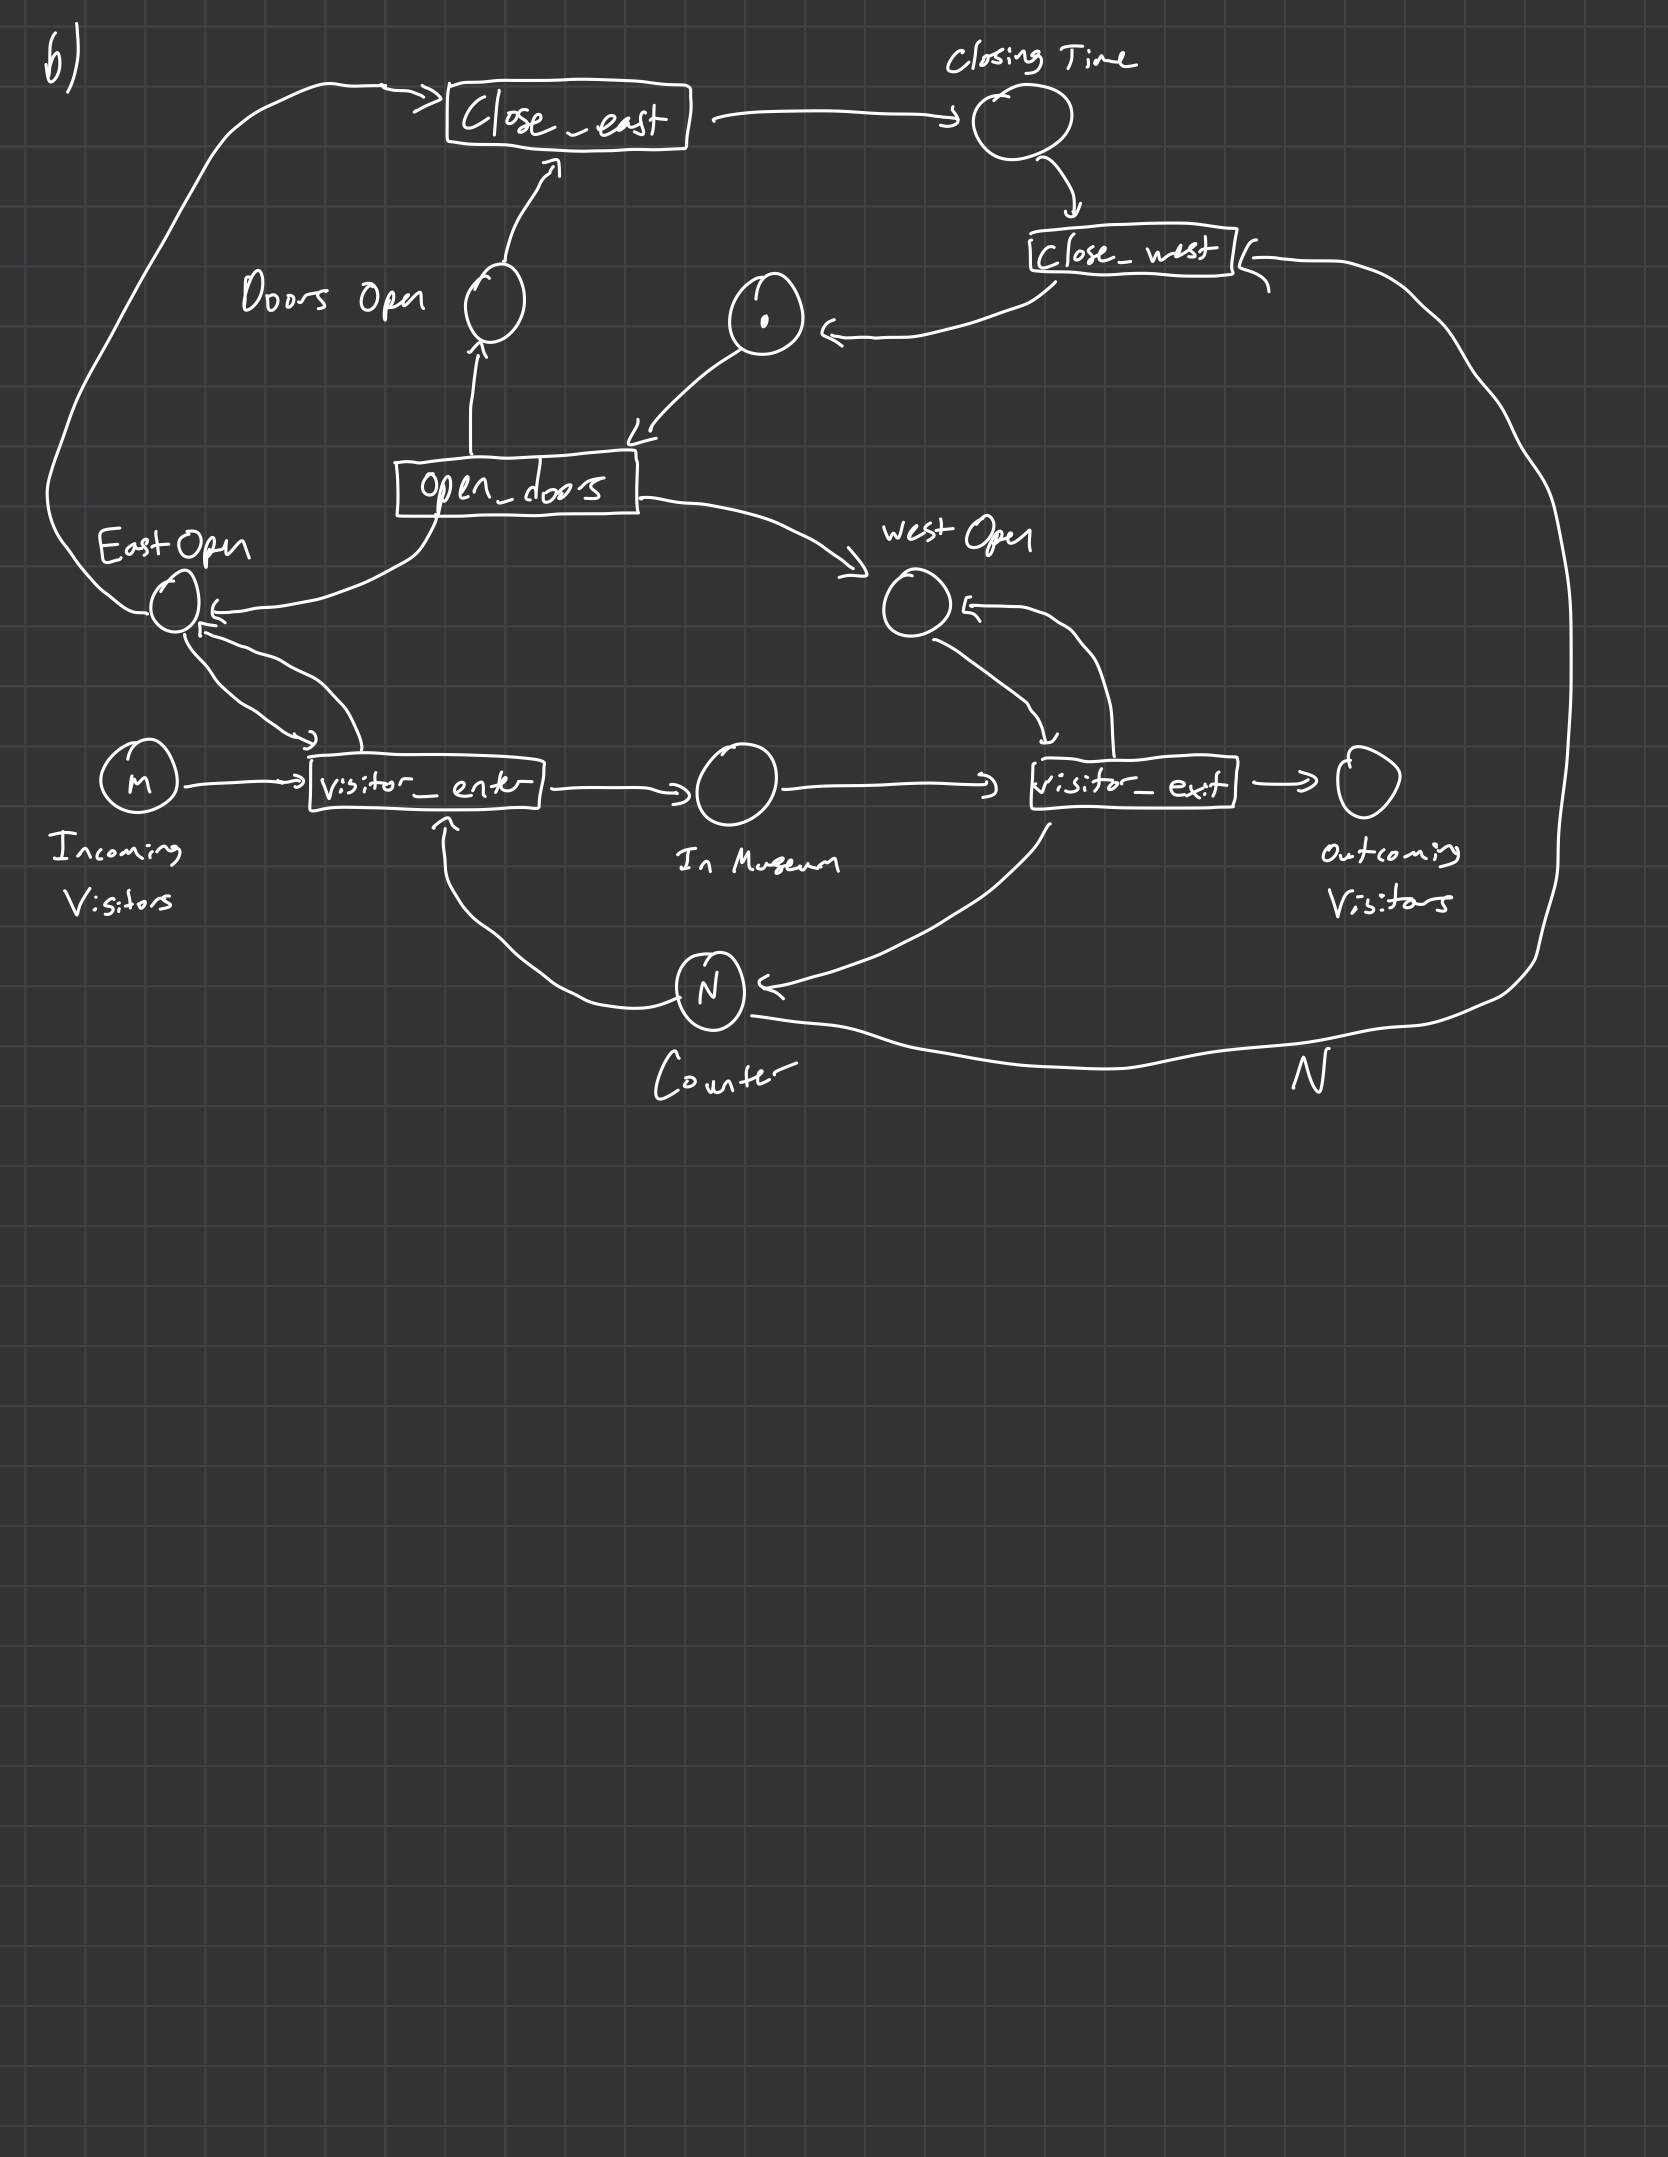 b)
Closing Time
Close_east
close_west
Doors Open
open_doors
East Open
West Open
M
visitor_enter
visitor_exit
Incoming
Visitors
In Museum
Outcoming
Visitors
N
Counter
N